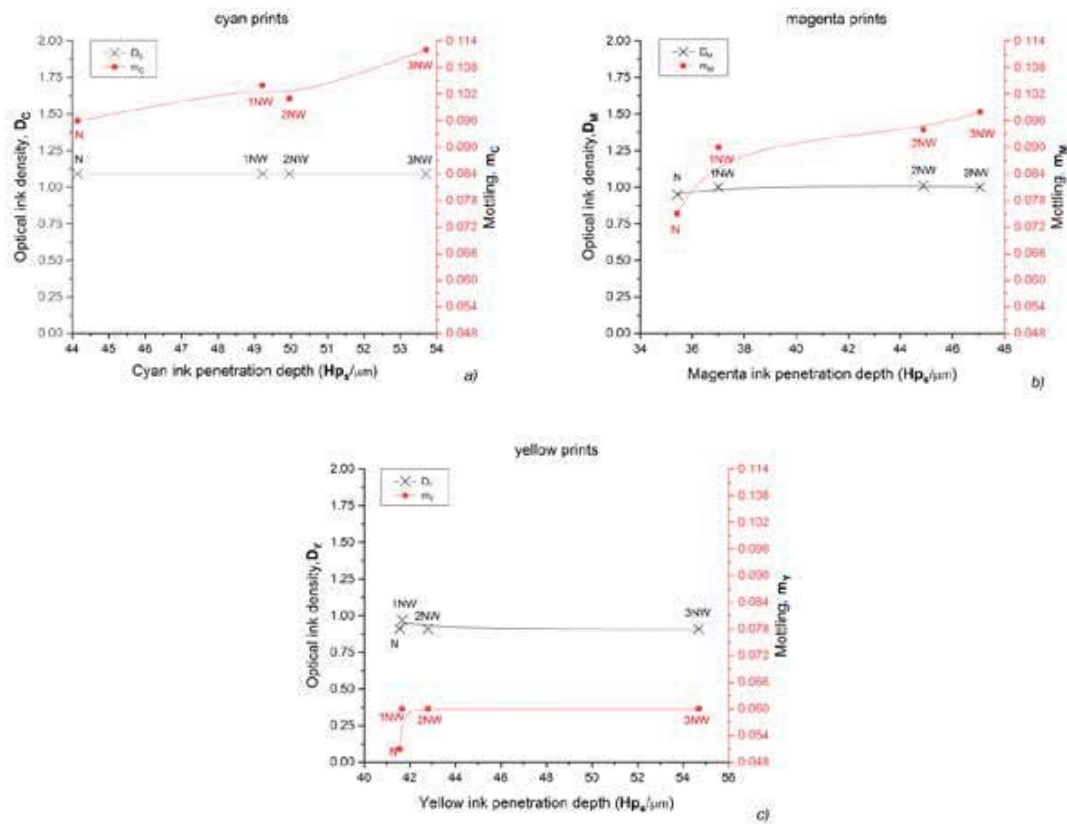 cyan prints
D_C
m_C
Optical ink density, D_C
2.00
1.75
1.50
1.25
1.00
0.75
0.50
0.25
0.00
N
1NW
2NW
3NW
N
1NW
2NW
3NW
0.114
0.108
0.102
0.096
0.090
0.084
0.078
0.072
0.066
0.060
0.054
0.048
Mottling, m_C
44 45 46 47 48 49 50 51 52 53 54
Cyan ink penetration depth (Hp_s/μm)
a)
magenta prints
D_M
m_M
Optical ink density, D_M
2.00
1.75
1.50
1.25
1.00
0.75
0.50
0.25
0.00
N
1NW
2NW
3NW
N
1NW
2NW
3NW
0.114
0.108
0.102
0.096
0.090
0.084
0.078
0.072
0.066
0.060
0.054
0.048
Mottling, m_M
34 36 38 40 42 44 46 48
Magenta ink penetration depth (Hp_s/μm)
b)
yellow prints
D_Y
m_Y
Optical ink density, D_Y
2.00
1.75
1.50
1.25
1.00
0.75
0.50
0.25
0.00
1NW
2NW
3NW
N
1NW
2NW
3NW
N
0.114
0.108
0.102
0.096
0.090
0.084
0.078
0.072
0.066
0.060
0.054
0.048
Mottling, m_Y
40 42 44 46 48 50 52 54 56
Yellow ink penetration depth (Hp_s/μm)
c)